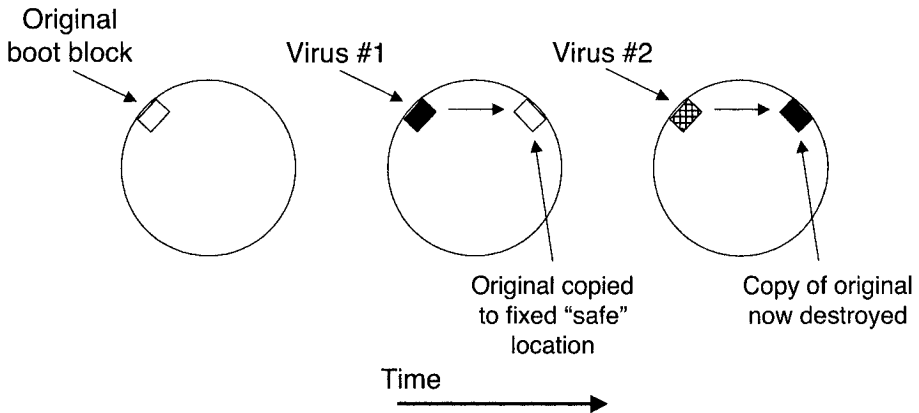 Original
boot block
Virus #1
Virus #2
Original copied
to fixed “safe”
location
Copy of original
now destroyed
Time